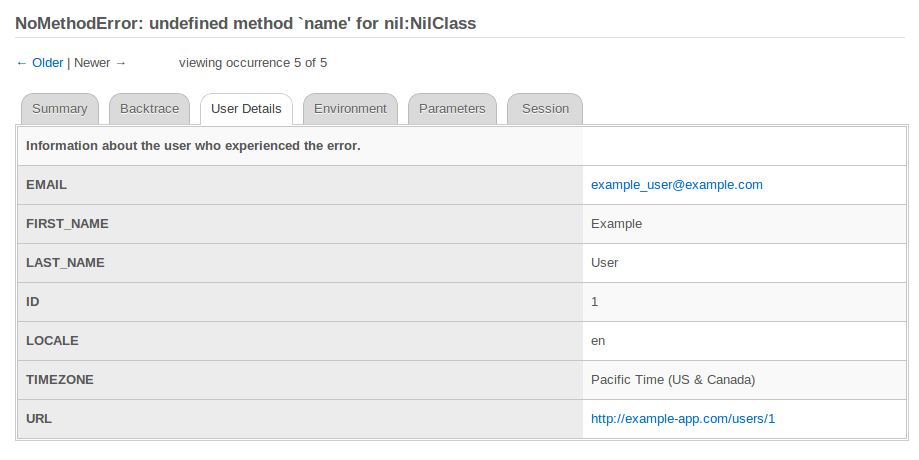 NoMethodError: undefined method `name' for nil:NilClass
← Older | Newer → viewing occurrence 5 of 5
Summary Backtrace User Details Environment Parameters Session
Information about the user who experienced the error.
EMAIL example_user@example.com
FIRST_NAME Example
LAST_NAME User
ID 1
LOCALE en
TIMEZONE Pacific Time (US & Canada)
URL http://example-app.com/users/1